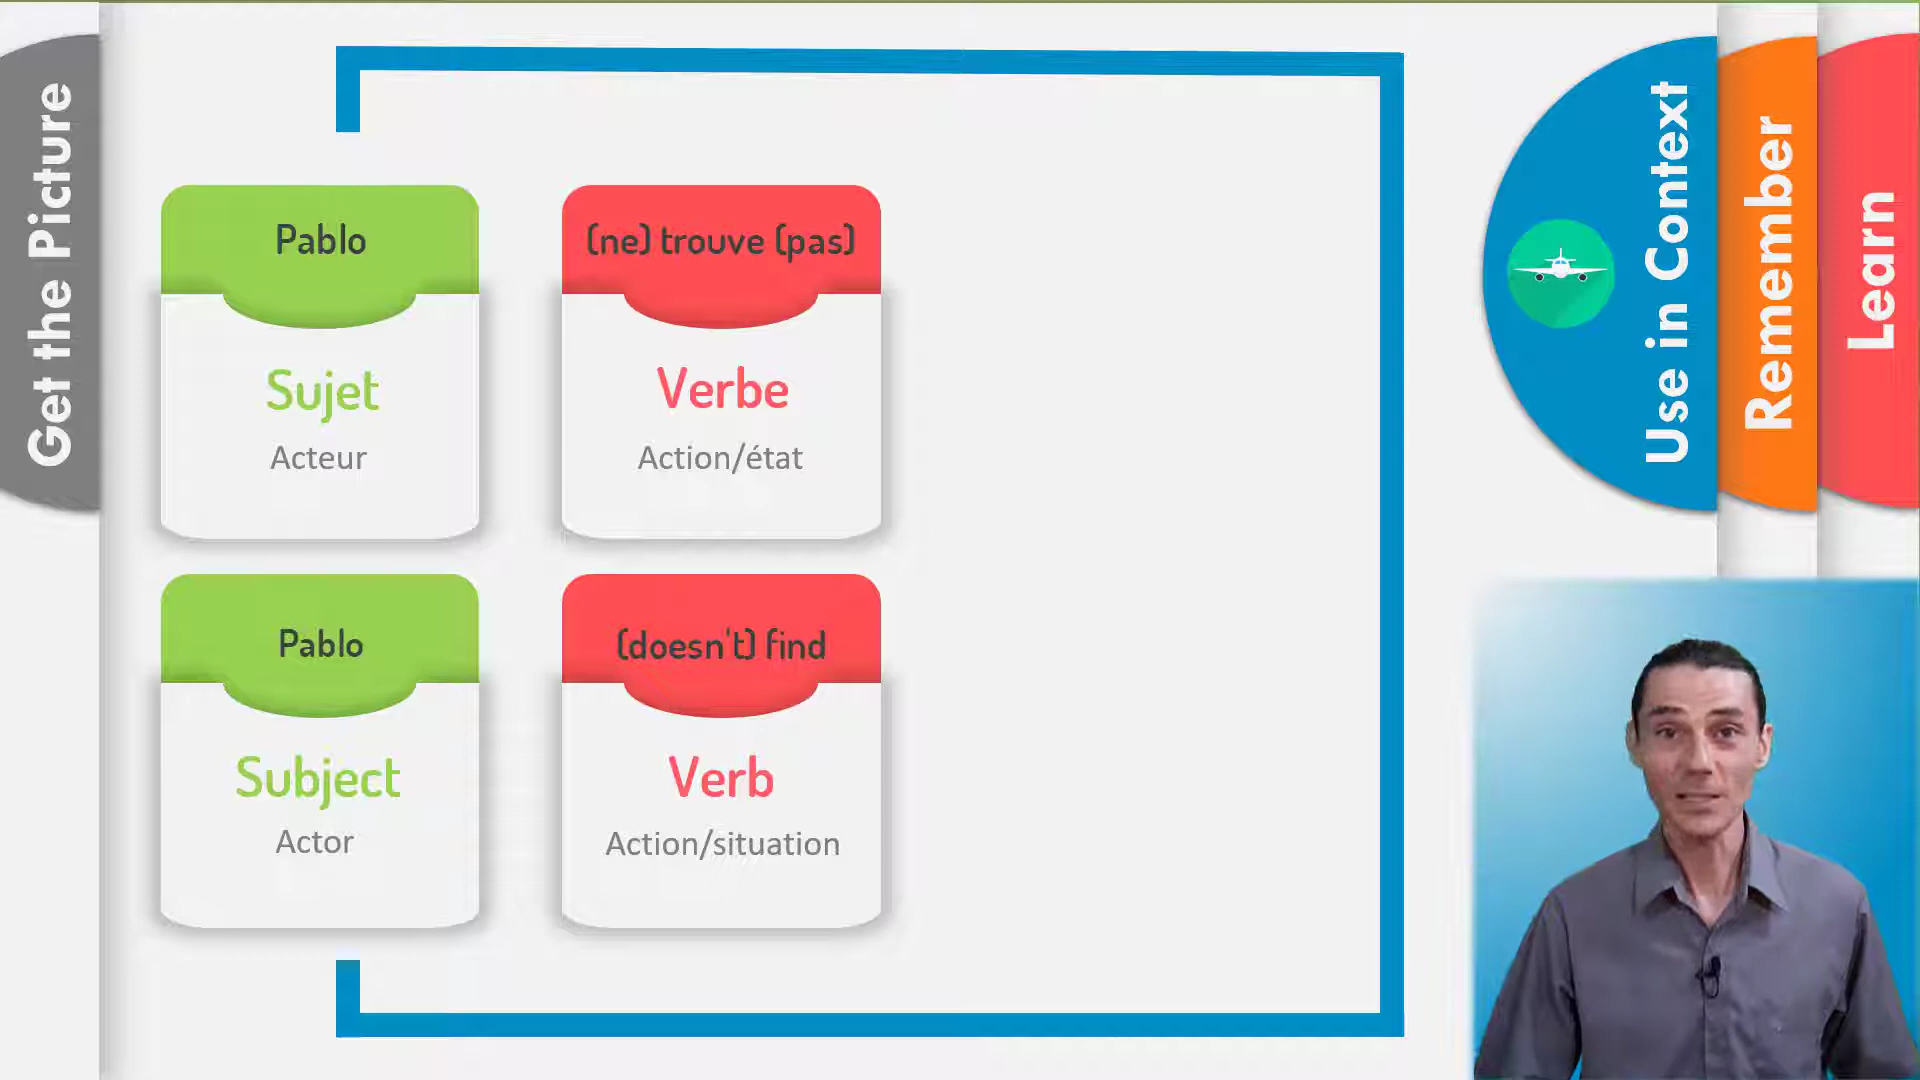 Get the Picture
Pablo
Sujet
Acteur
(ne) trouve (pas)
Verbe
Action/état
Pablo
Subject
Actor
(doesn't) find
Verb
Action/situation
Use in Context
Remember
Learn